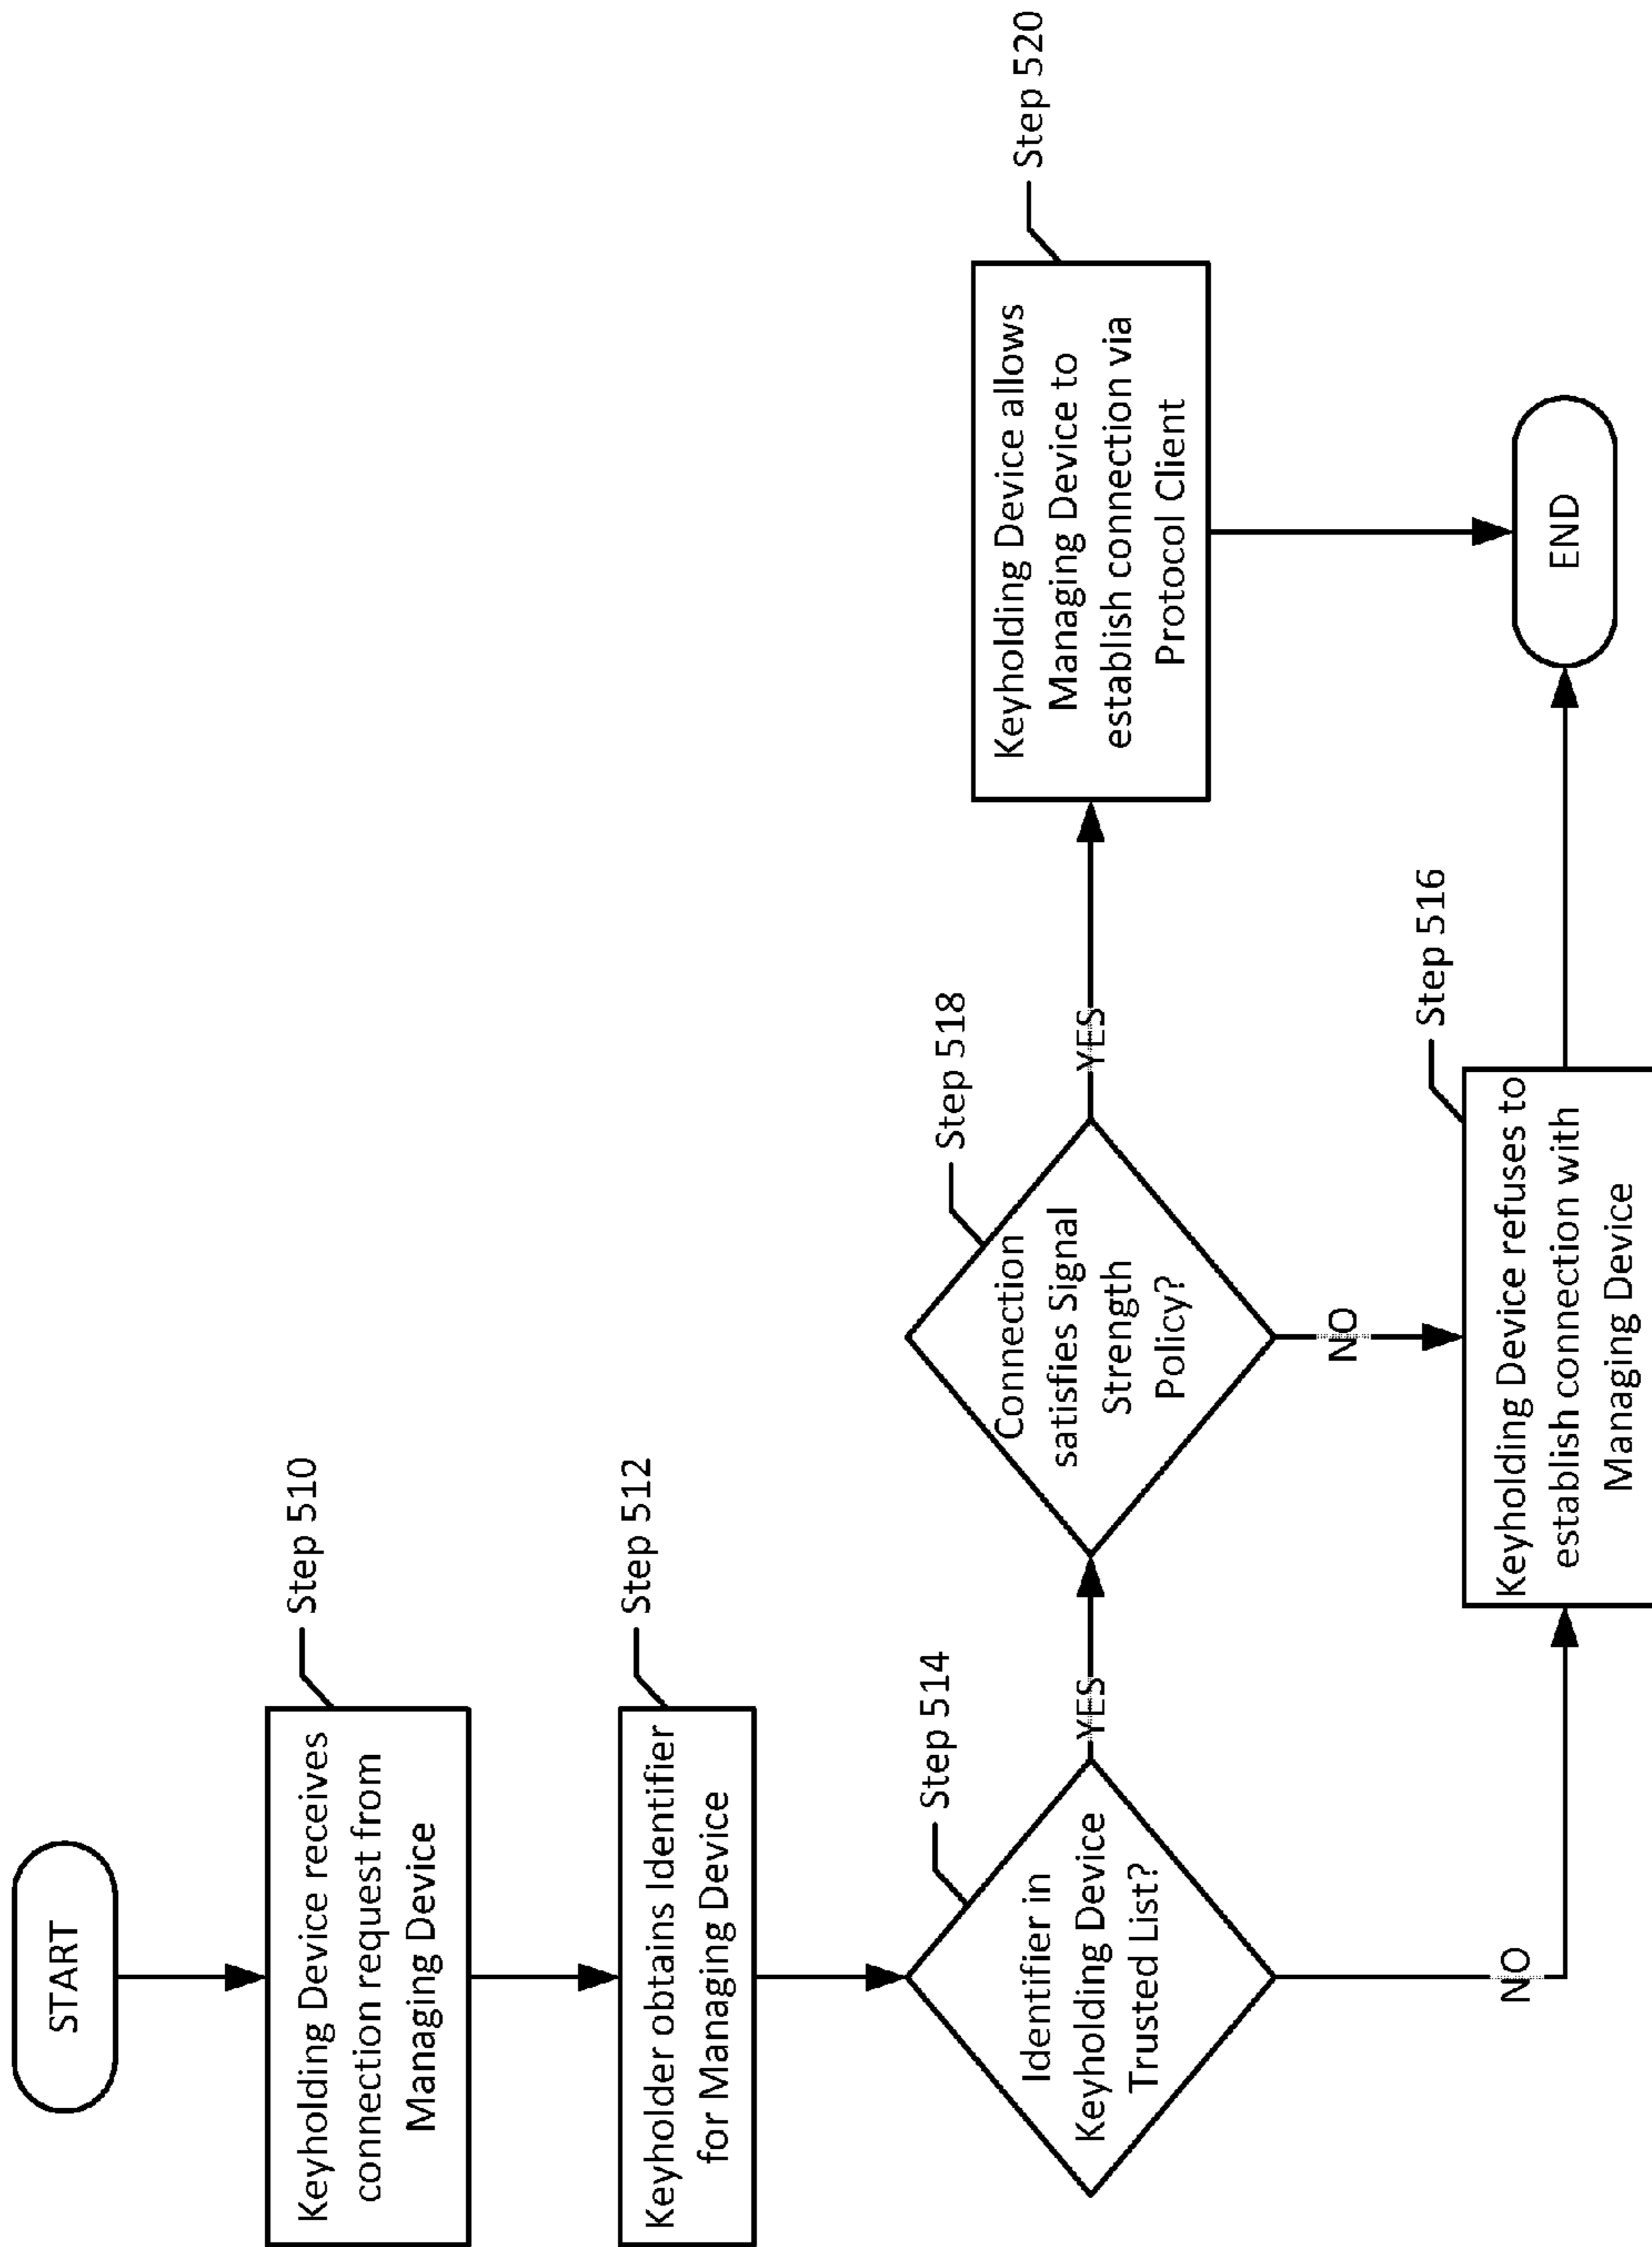 START
Keyholding Device receives
connection request from
Managing Device
Step 510
Keyholder obtains Identifier
for Managing Device
Step 512
Identifier in
Keyholding Device
Trusted List?
Step 514
YES
NO
Connection
satisfies Signal
Strength
Policy?
Step 518
YES
NO
Keyholding Device allows
Managing Device to
establish connection via
Protocol Client
Step 520
Keyholding Device refuses to
establish connection with
Managing Device
Step 516
END